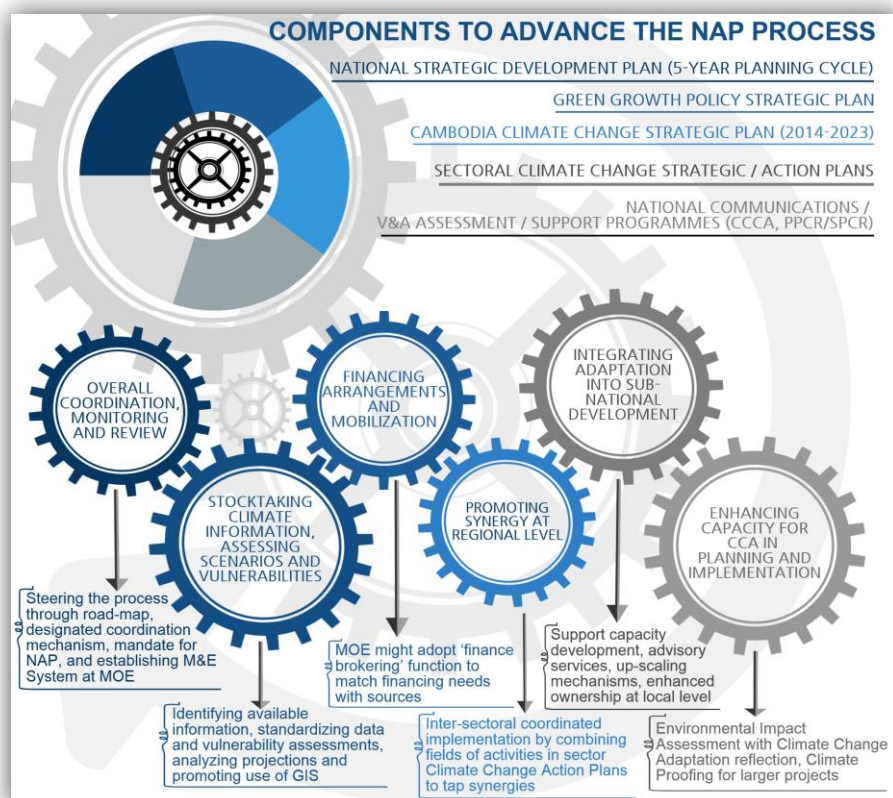 COMPONENTS TO ADVANCE THE NAP PROCESS
NATIONAL STRATEGIC DEVELOPMENT PLAN (5-YEAR PLANNING CYCLE)
GREEN GROWTH POLICY STRATEGIC PLAN
CAMBODIA CLIMATE CHANGE STRATEGIC PLAN (2014-2023)
SECTORAL CLIMATE CHANGE STRATEGIC / ACTION PLANS
NATIONAL COMMUNICATIONS /
V&A ASSESSMENT / SUPPORT PROGRAMMES (CCCA, PPCR/SPCR)
OVERALL
COORDINATION,
MONITORING
AND REVIEW
STOCKTAKING
CLIMATE
INFORMATION,
ASSESSING
SCENARIOS AND
VULNERABILITIES
FINANCING
ARRANGEMENTS
AND
MOBILIZATION
PROMOTING
SYNERGY AT
REGIONAL LEVEL
INTEGRATING
ADAPTATION
INTO SUB-
NATIONAL
DEVELOPMENT
ENHANCING
CAPACITY FOR
CCA IN
PLANNING AND
IMPLEMENTATION
Steering the process
through road-map,
designated coordination
mechanism, mandate for
NAP, and establishing M&E
System at MOE
Identifying available
information, standardizing data
and vulnerability assessments,
analyzing projections and
promoting use of GIS
MOE might adopt 'finance
brokering' function to
match financing needs
with sources
Inter-sectoral coordinated
implementation by combining
fields of activities in sector
Climate Change Action Plans
to tap synergies
Support capacity
development, advisory
services, up-scaling
mechanisms, enhanced
ownership at local level
Environmental Impact
Assessment with Climate Change
Adaptation reflection, Climate
Proofing for larger projects